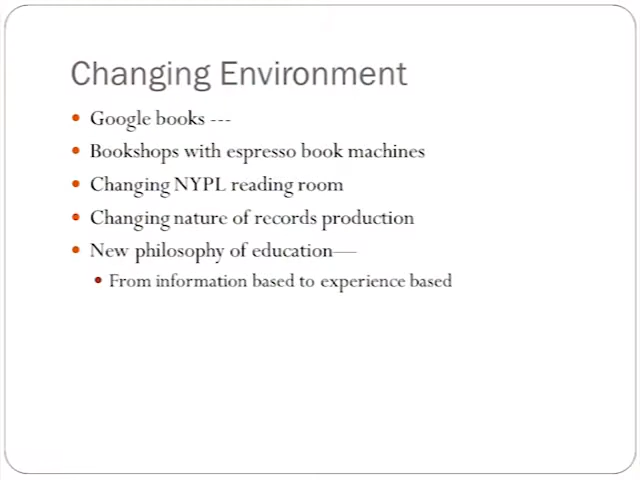 Changing Environment
Google books ---
Bookshops with espresso book machines
Changing NYPL reading room
Changing nature of records production
New philosophy of education—
From information based to experience based